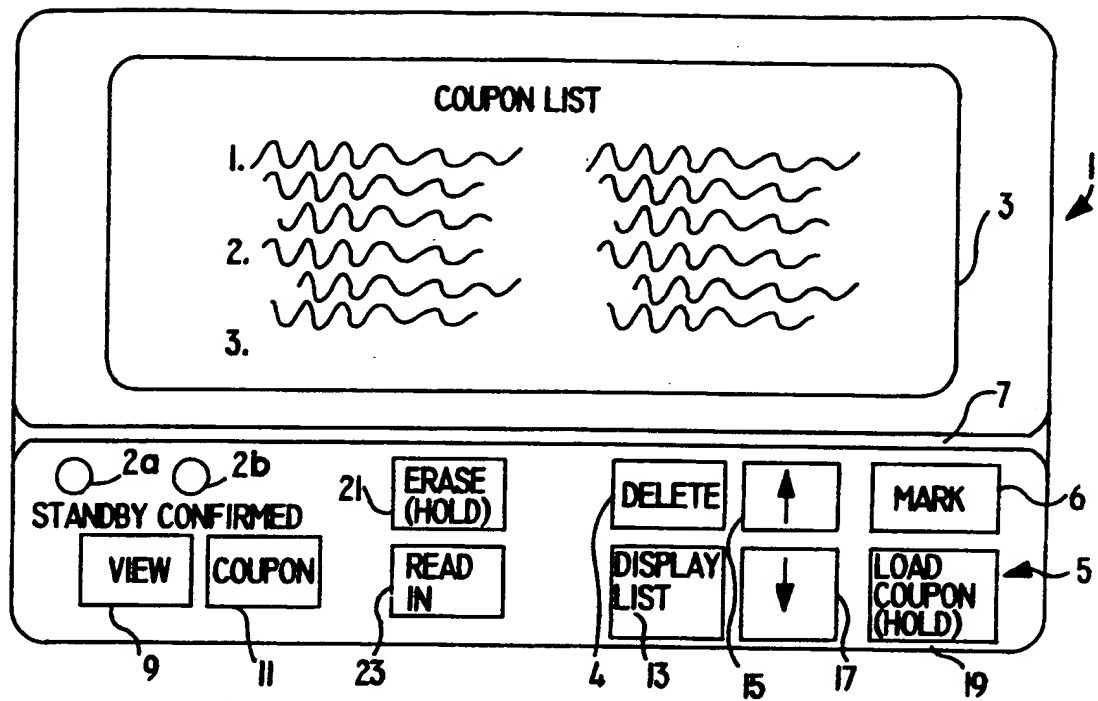 COUPON LIST
1.
2.
3.
1
3
7
2a 2b
STANDBY CONFIRMED
VIEW COUPON
21
ERASE
(HOLD)
READ
IN
DELETE
DISPLAY
LIST
↑
↓
MARK
LOAD
COUPON
(HOLD)
6
5
9 11 23 4 13 15 17 19